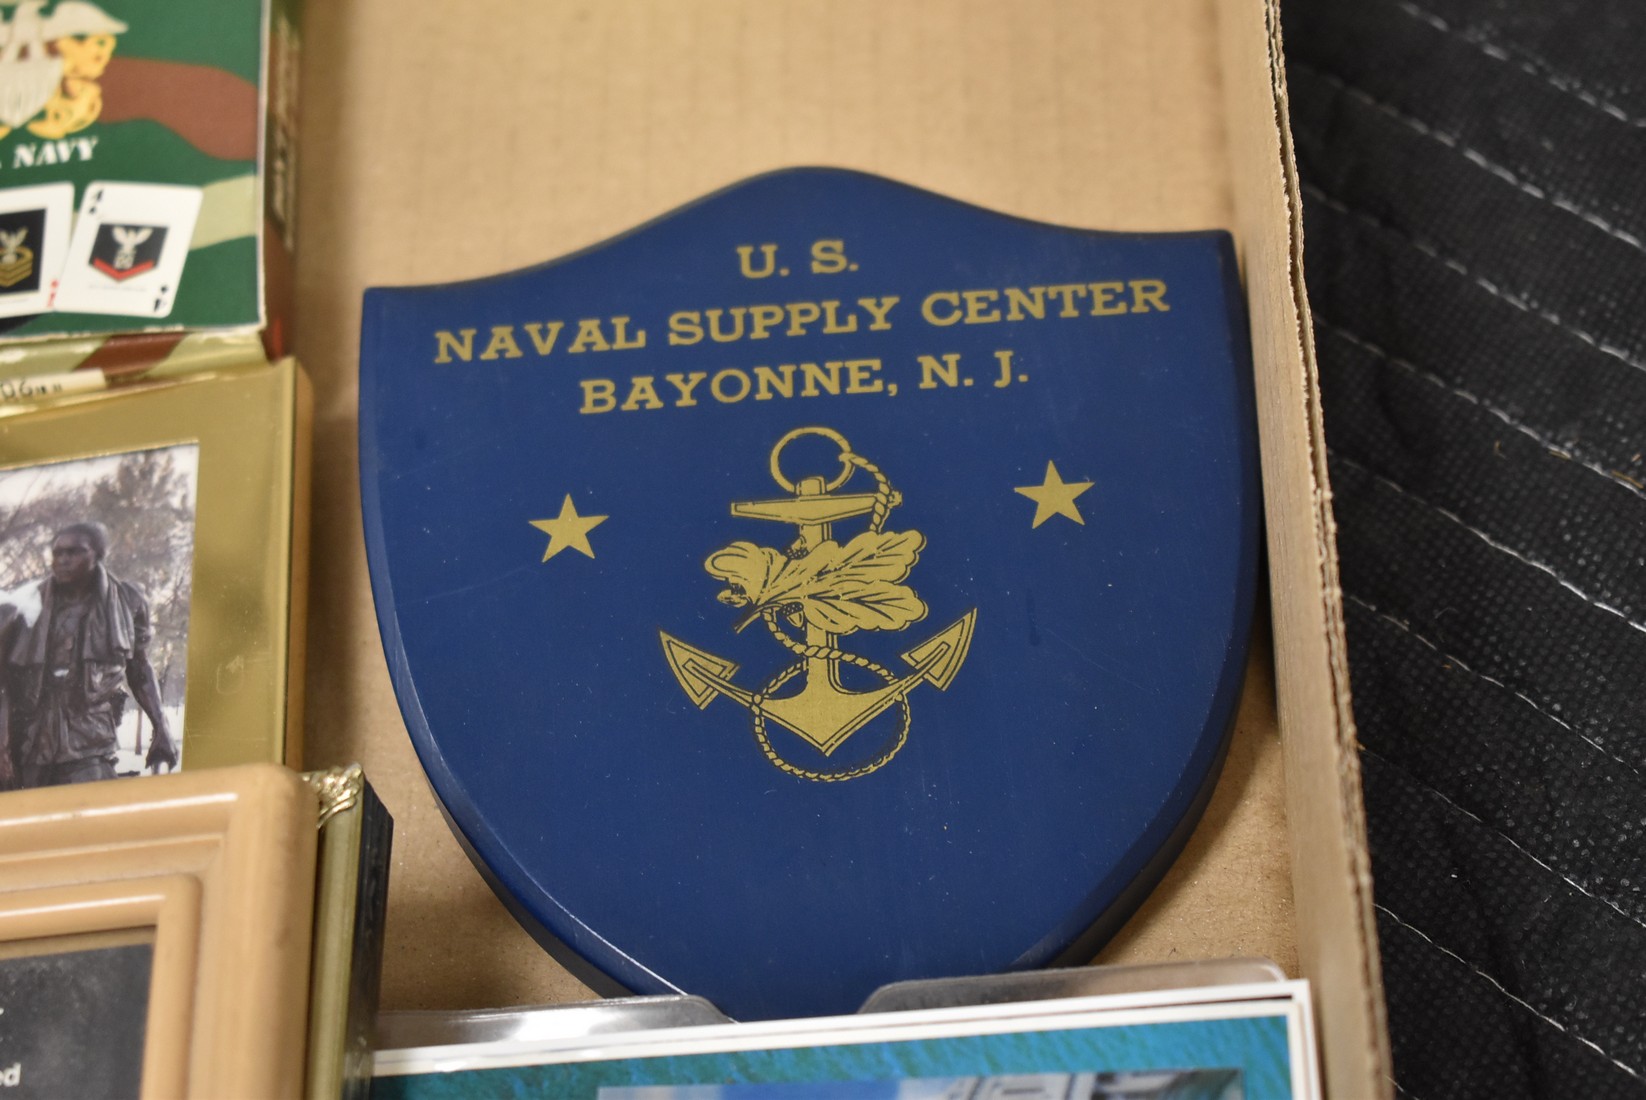 U. S.
NAVAL SUPPLY CENTER
BAYONNE, N. J.
NAVY